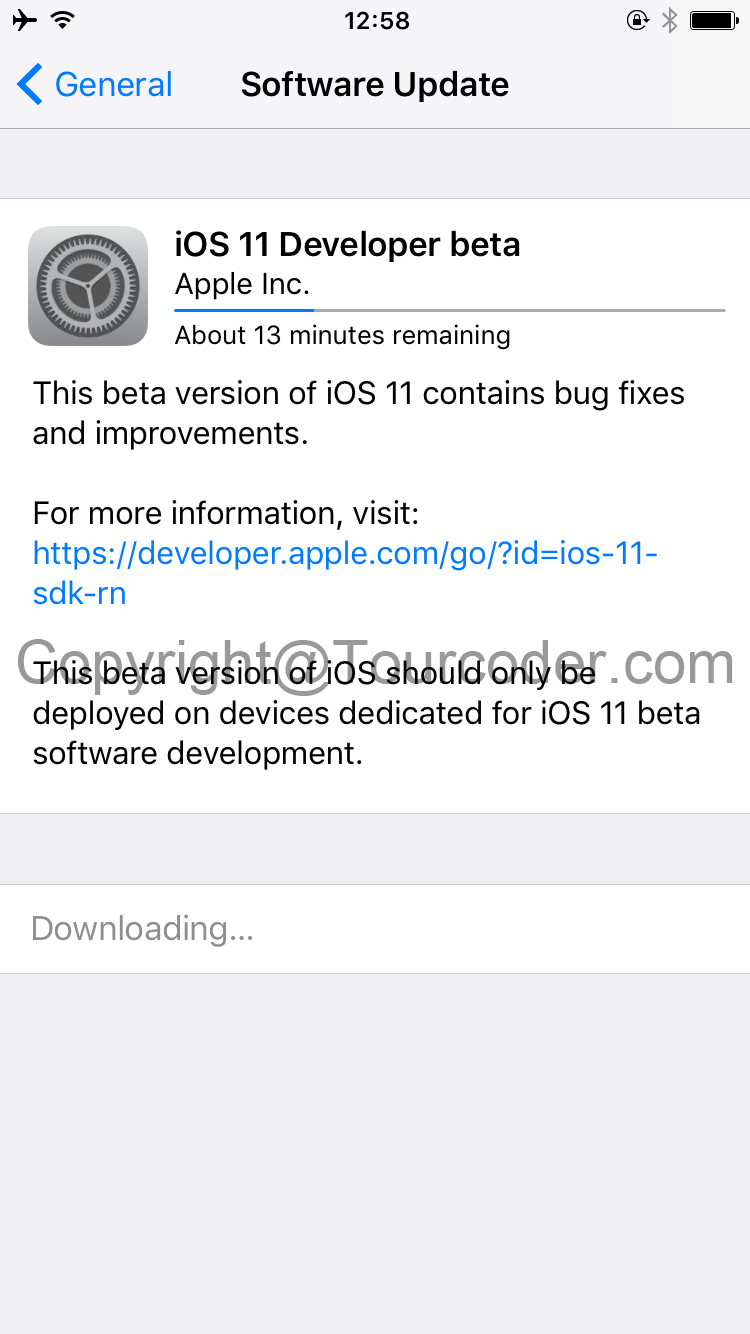 12:58
General
Software Update
iOS 11 Developer beta
Apple Inc.
About 13 minutes remaining
This beta version of iOS 11 contains bug fixes
and improvements.
For more information, visit:
https://developer.apple.com/go/?id=ios-11-
sdk-rn
Copyright@Tourcoder.com
This beta version of iOS should only be
deployed on devices dedicated for iOS 11 beta
software development.
Downloading...